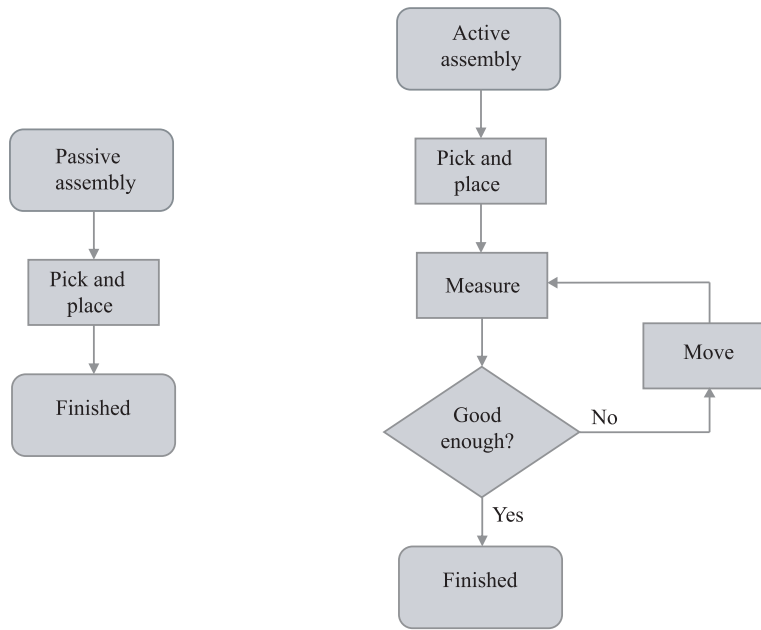 Passive
assembly
Pick and
place
Finished
Active
assembly
Pick and
place
Measure
Move
Good
enough?
No
Yes
Finished